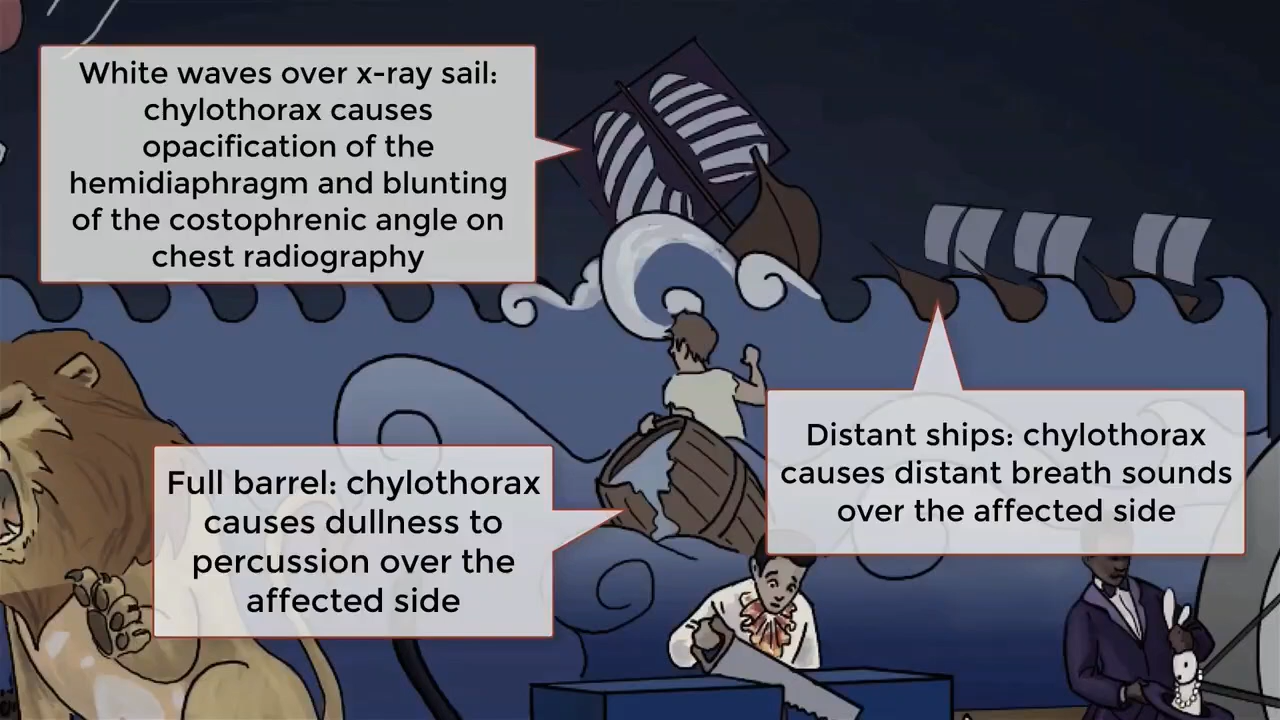 White waves over x-ray sail:
chylothorax causes
opacification of the
hemidiaphragm and blunting
of the costophrenic angle on
chest radiography
Distant ships: chylothorax
causes distant breath sounds
over the affected side
Full barrel: chylothorax
causes dullness to
percussion over the
affected side